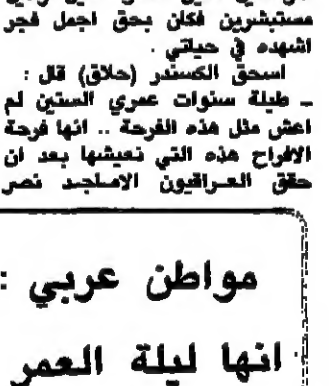 مستبشرين فكان بحق اجمل فجر
اشهده في حياتي .
اسحق الكسندر (حلاق) قال :
ـ طيلة سنوات عمري الستين لم
اعش مثل هذه الفرحة .. انها فرحة
الافراح هذه التي نعيشها بعد ان
حقق العراقيون الاماجد نصر
مواطن عربي :
انها ليلة العمر